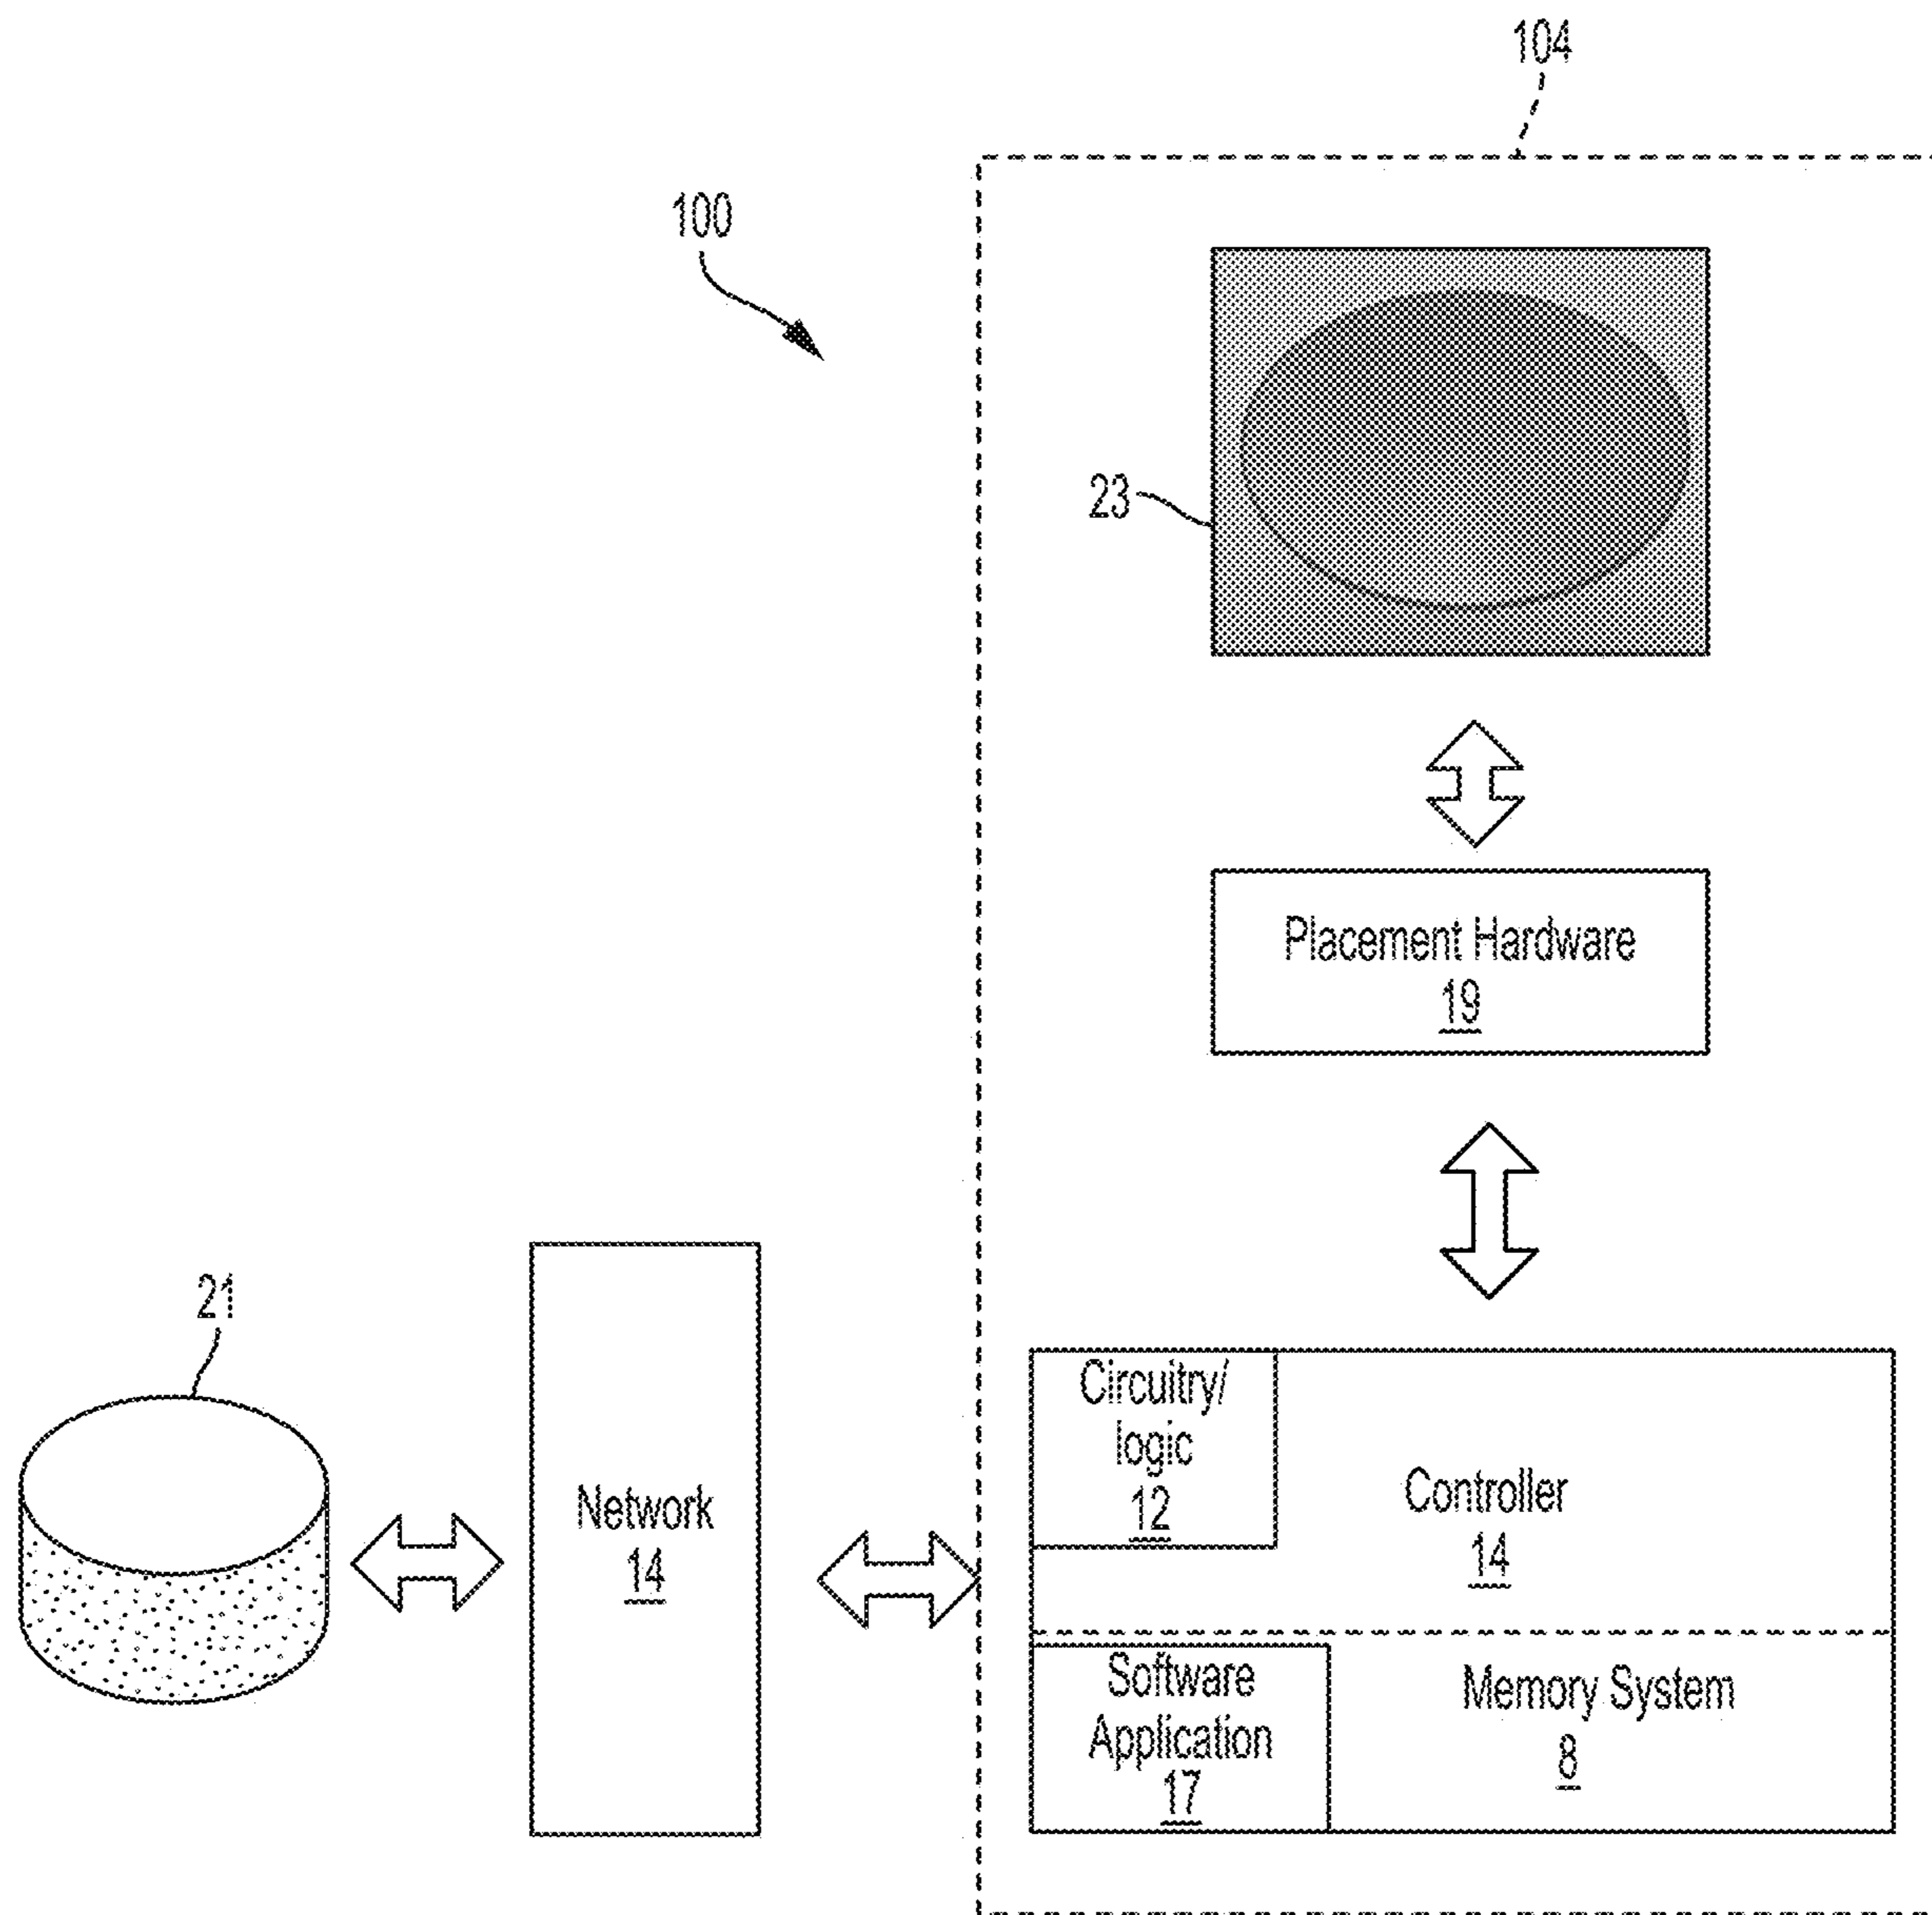 104
100
23
Placement Hardware
19
21
Network
14
Circuitry/
logic
12
Controller
14
Software
Application
17
Memory System
8